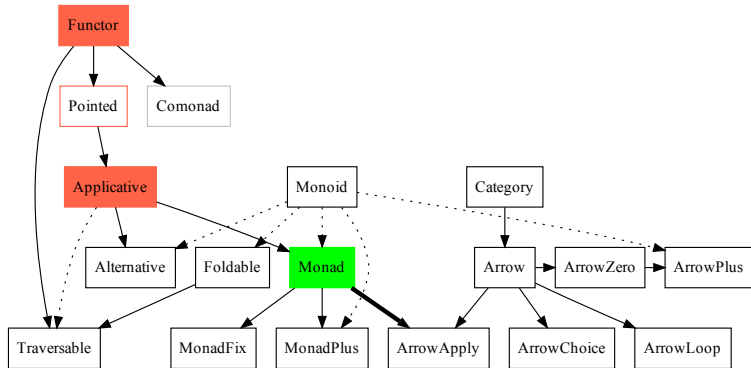 Functor
Pointed
Comonad
Applicative
Monoid
Category
Alternative
Foldable
Monad
Arrow
ArrowZero
ArrowPlus
Traversable
MonadFix
MonadPlus
ArrowApply
ArrowChoice
ArrowLoop